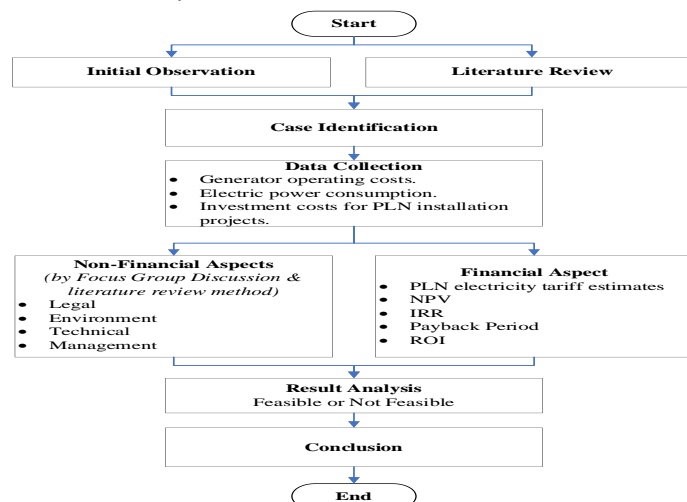 Start
Initial Observation
Literature Review
Case Identification
Data Collection
• Generator operating costs.
• Electric power consumption.
• Investment costs for PLN installation
projects.
Non-Financial Aspects
(by Focus Group Discussion &
literature review method)
• Legal
• Environment
• Technical
• Management
Financial Aspect
• PLN electricity tariff estimates
• NPV
• IRR
• Payback Period
• ROI
Result Analysis
Feasible or Not Feasible
Conclusion
End